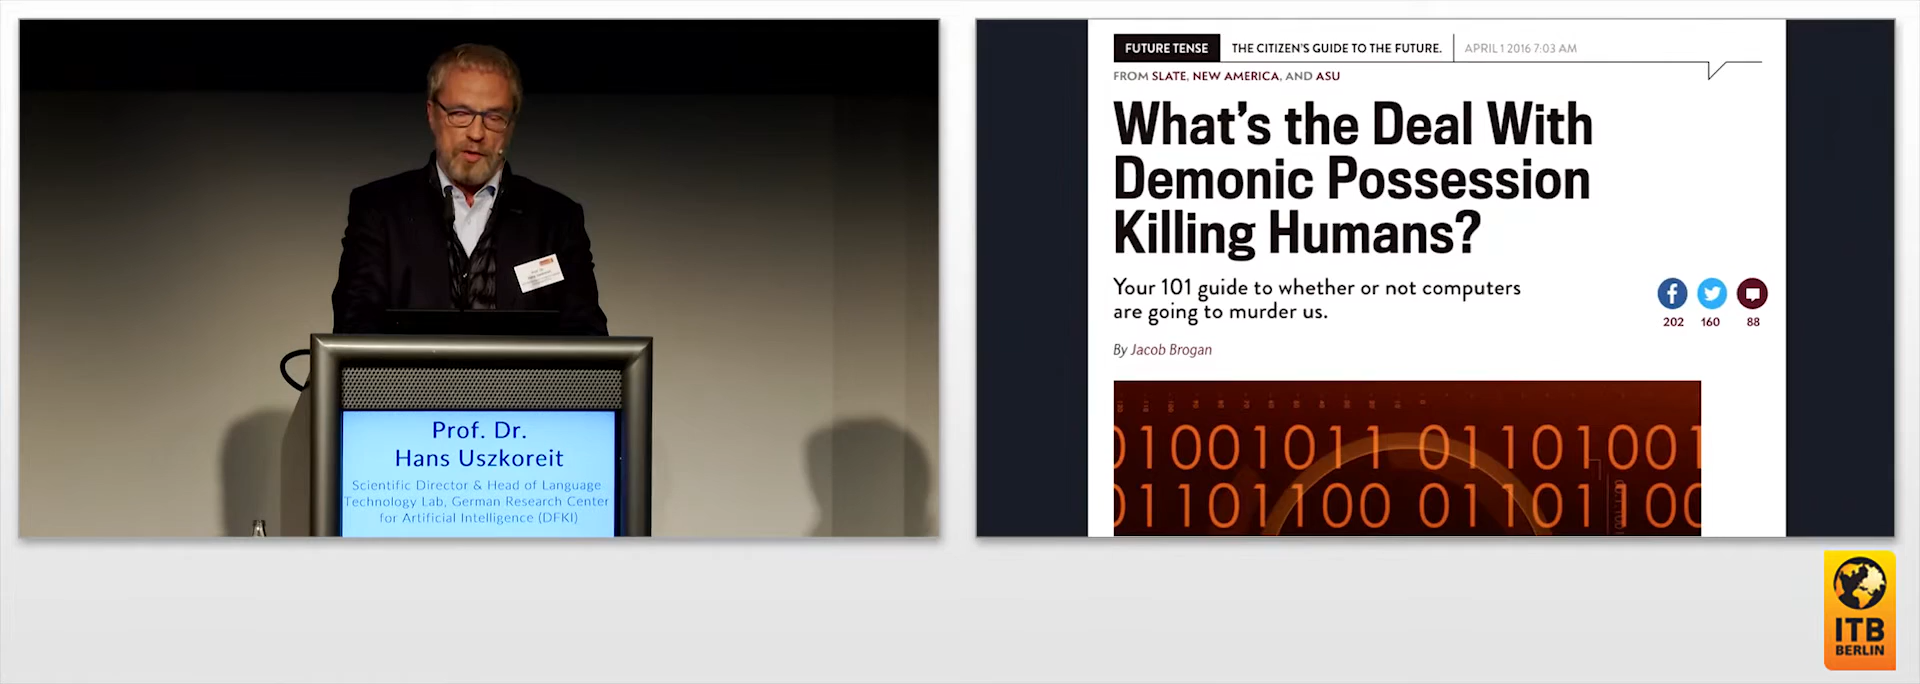 Prof. Dr.
Hans Uszkoreit
Scientific Director & Head of Language
Technology Lab, German Research Center
for Artificial Intelligence (DFKI)
FUTURE TENSE
THE CITIZEN'S GUIDE TO THE FUTURE.
APRIL 1 2016 7:03 AM
FROM SLATE, NEW AMERICA, AND ASU
What's the Deal With
Demonic Possession
Killing Humans?
Your 101 guide to whether or not computers
are going to murder us.
202 160 88
By Jacob Brogan
01001011 01101001
01101100 01101100
ITB
BERLIN